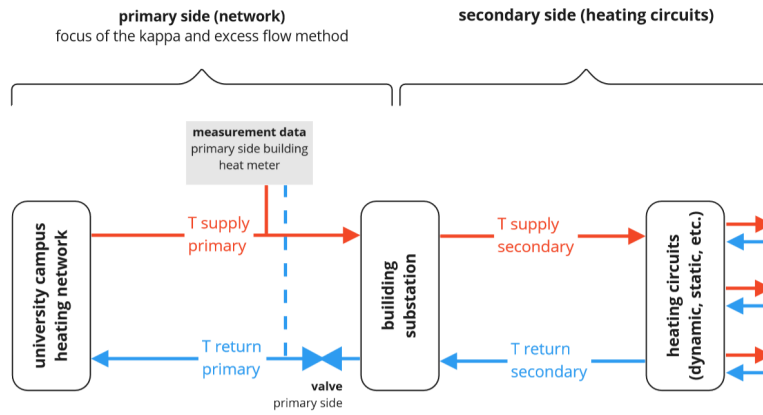 primary side (network)
focus of the kappa and excess flow method
secondary side (heating circuits)
measurement data
primary side building
heat meter
university campus
heating network
T supply
primary
T return
primary
valve
primary side
builiding
substation
T supply
secondary
T return
secondary
heating circuits
(dynamic, static, etc.)